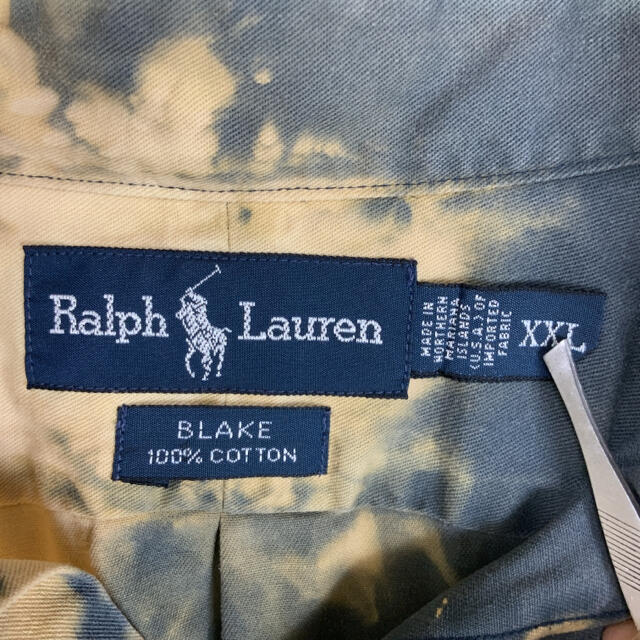 Ralph Lauren
MADE IN
NORTHERN
MARIANA
ISLANDS
(U.S.A.) OF
IMPORTED
FABRIC
XXL
BLAKE
100% COTTON